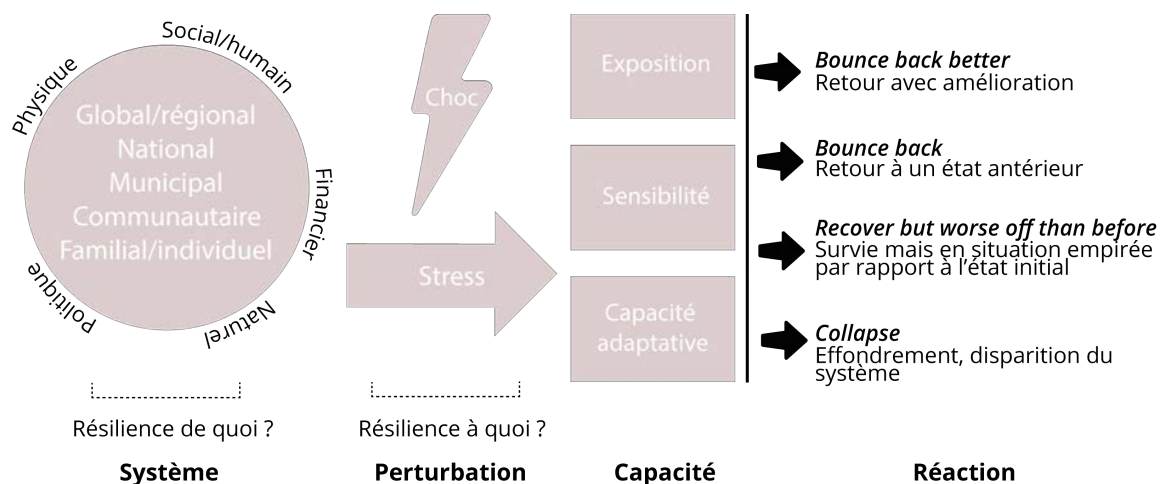 Social/humain
Physique
Financier
Politique
Naturel
Global/régional
National
Municipal
Communautaire
Familial/individuel
Résilience de quoi ?
Système
Choc
Stress
Résilience à quoi ?
Perturbation
Exposition
Sensibilité
Capacité
adaptative
Capacité
Bounce back better
Retour avec amélioration
Bounce back
Retour à un état antérieur
Recover but worse off than before
Survie mais en situation empirée
par rapport à l’état initial
Collapse
Effondrement, disparition du
système
Réaction